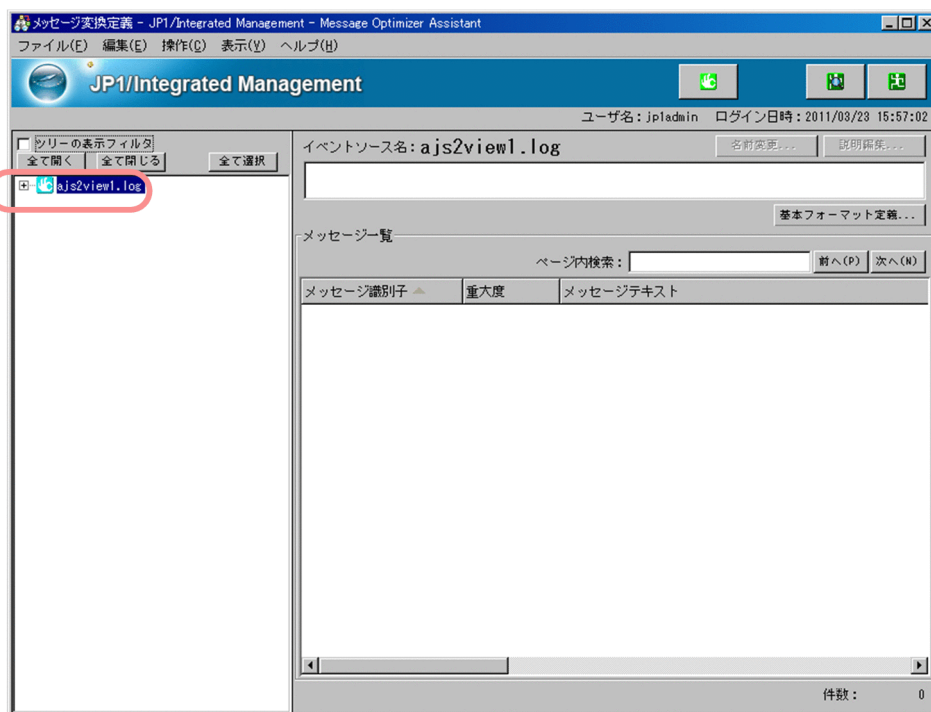 メッセージ変換定義 - JP1/Integrated Management - Message Optimizer Assistant
ファイル(F) 編集(E) 操作(C) 表示(V) ヘルプ(H)
JP1/Integrated Management
ユーザ名：jp1admin ログイン日時：2011/03/23 15:57:02
ツリーの表示フィルタ
全て開く 全て閉じる 全て選択
ajs2view1.log
イベントソース名：ajs2view1.log 名前変更... 説明編集...
基本フォーマット定義...
メッセージ一覧
ページ内検索： 前へ(P) 次へ(N)
メッセージ識別子 重大度 メッセージテキスト
件数： 0